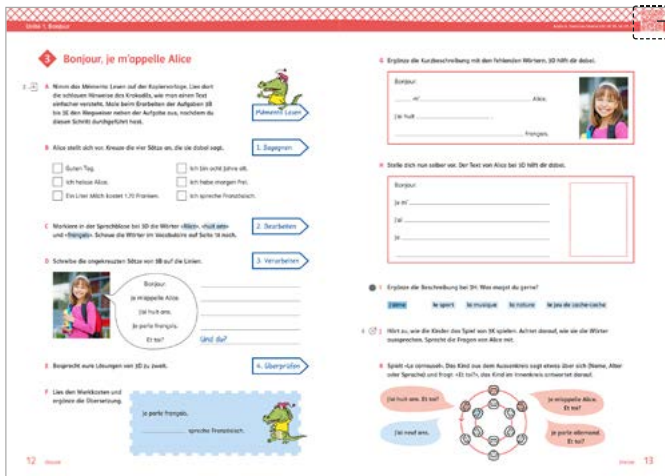 Unité 1: Bonjour
3 Bonjour, je m'appelle Alice
A Nimm das Mémento Lesen auf der Kopiervorlage. Lies dort
die schlauen Hinweise des Krokodils, wie man einen Text
einfacher versteht. Male beim Erarbeiten der Aufgaben 3B
bis 3E den Wegweiser neben der Aufgabe aus, nachdem du
diesen Schritt durchgeführt hast.
Mémento Lesen
B Alice stellt sich vor. Kreuze die vier Sätze an, die sie dabei sagt.
1. Begegnen
Guten Tag.
Ich bin acht Jahre alt.
Ich heisse Alice.
Ich habe morgen frei.
Ein Liter Milch kostet 1.70 Franken.
Ich spreche Französisch.
C Markiere in der Sprechblase bei 3D die Wörter «Alice», «huit ans»
und «français». Schaue die Wörter im Vocabulaire auf Seite 18 nach.
2. Bearbeiten
D Schreibe die angekreuzten Sätze von 3B auf die Linien.
3. Verarbeiten
Bonjour.
Je m'appelle Alice.
J'ai huit ans.
Je parle français.
Et toi?
Und du?
E Besprecht eure Lösungen von 3D zu zweit.
4. Überprüfen
F Lies den Merkkasten und
ergänze die Übersetzung.
Je parle français.
spreche Französisch.
12
G Ergänze die Kurzbeschreibung mit den fehlenden Wörtern. 3D hilft dir dabei.
Bonjour.
m' Alice.
J'ai huit .
français.
H Stelle dich nun selber vor. Der Text von Alice bei 3D hilft dir dabei.
Bonjour.
Je m'
J'ai
Je
I Ergänze die Beschreibung bei 3H: Was magst du gerne?
J'aime le sport la musique la nature le jeu de cache-cache
J Hört zu, wie die Kinder das Spiel von 3K spielen. Achtet darauf, wie sie die Wörter
aussprechen. Sprecht die Fragen von Alice mit.
K Spielt «Le carrousel». Das Kind aus dem Aussenkreis sagt etwas über sich (Name, Alter
oder Sprache) und fragt «Et toi?», das Kind im Innenkreis antwortet darauf.
J'ai huit ans. Et toi?
Je m'appelle Alice.
Et toi?
J'ai neuf ans.
Je parle allemand.
Et toi?
13